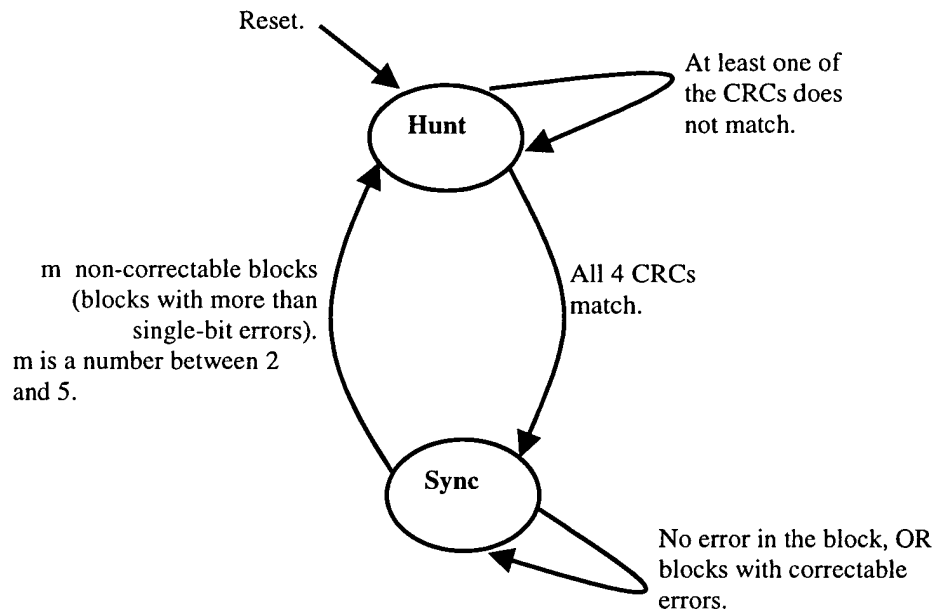 Reset.
At least one of
the CRCs does
not match.
Hunt
m non-correctable blocks
(blocks with more than
single-bit errors).
m is a number between 2
and 5.
All 4 CRCs
match.
Sync
No error in the block, OR
blocks with correctable
errors.